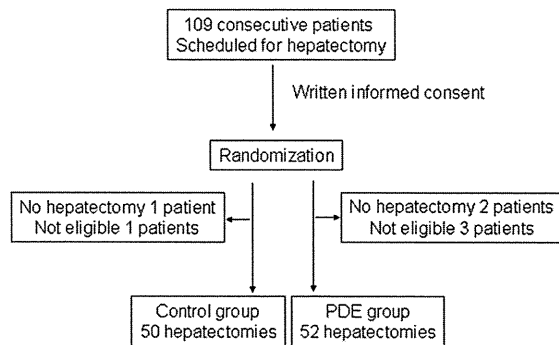 109 consecutive patients
Scheduled for hepatectomy
Written informed consent
Randomization
No hepatectomy 1 patient
Not eligible 1 patients
No hepatectomy 2 patients
Not eligible 3 patients
Control group
50 hepatectomies
PDE group
52 hepatectomies